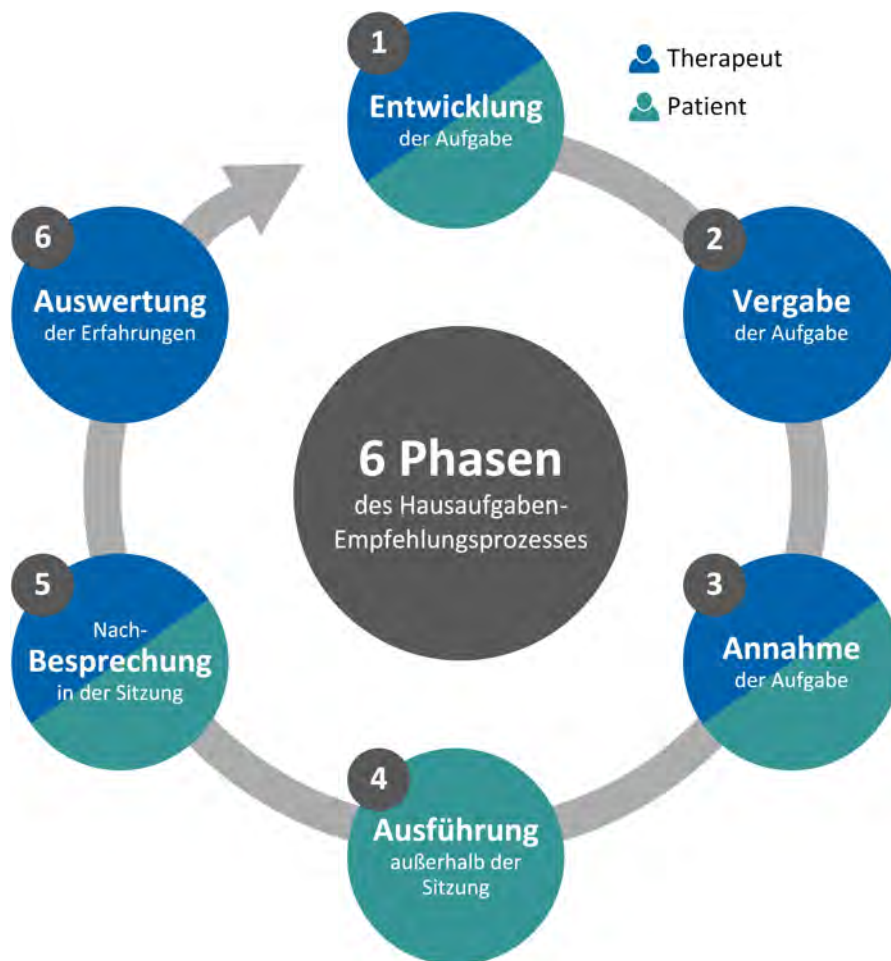 1
Entwicklung
der Aufgabe
Therapeut
Patient
2
Vergabe
der Aufgabe
3
Annahme
der Aufgabe
4
Ausführung
außerhalb der
Sitzung
5
Nach-
Besprechung
in der Sitzung
6
Auswertung
der Erfahrungen
6 Phasen
des Hausaufgaben-
Empfehlungsprozesses